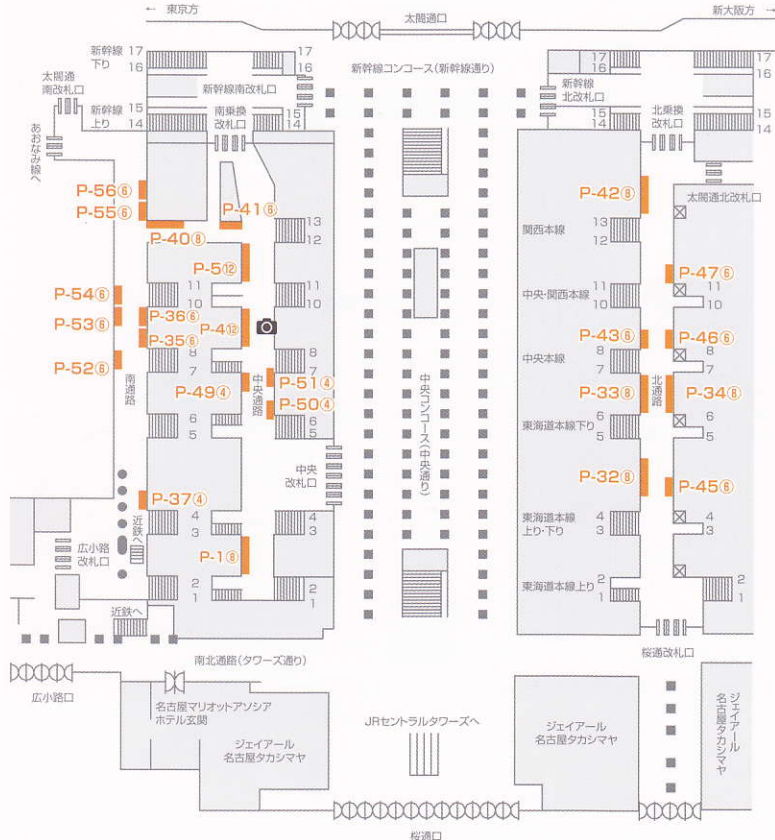 ← 東京方
太閤通口
新大阪方 →
新幹線
下り
17
16
17
16
太閤通
南改札口
新幹線南改札口
新幹線コンコース(新幹線通り)
新幹線
北改札口
17
16
17
16
新幹線
上り
15
14
南乗換
改札口
15
14
15
14
北乗換
改札口
15
14
あおなみ線へ
P-56⑥
P-55⑥
P-41⑥
P-40⑧
P-42⑧
太閤通北改札口
13
12
関西本線
13
12
P-5⑫
P-47⑥
P-54⑥
P-53⑥
11
10
11
10
中央・関西本線
11
10
11
10
P-36⑥
P-35⑥
P-4⑫
P-43⑥
P-46⑥
P-52⑥
8
7
8
7
中央本線
8
7
8
7
南通路
P-49④
中央通路
P-51④
P-50④
中央コンコース(中央通り)
P-33⑧
北通路
P-34⑧
6
5
6
5
東海道本線下り
6
5
6
5
中央
改札口
P-32⑧
P-45⑥
P-37④
近鉄へ
4
3
4
3
東海道本線
上り・下り
4
3
4
3
広小路
改札口
P-1⑧
2
1
2
1
東海道本線上り
2
1
2
1
近鉄へ
南北通路(タワーズ通り)
桜通改札口
広小路口
名古屋マリオットアソシア
ホテル玄関
JRセントラルタワーズへ
ジェイアール
名古屋タカシマヤ
ジェイアール
名古屋タカシマヤ
ジェイアール
名古屋タカシマヤ
桜通口